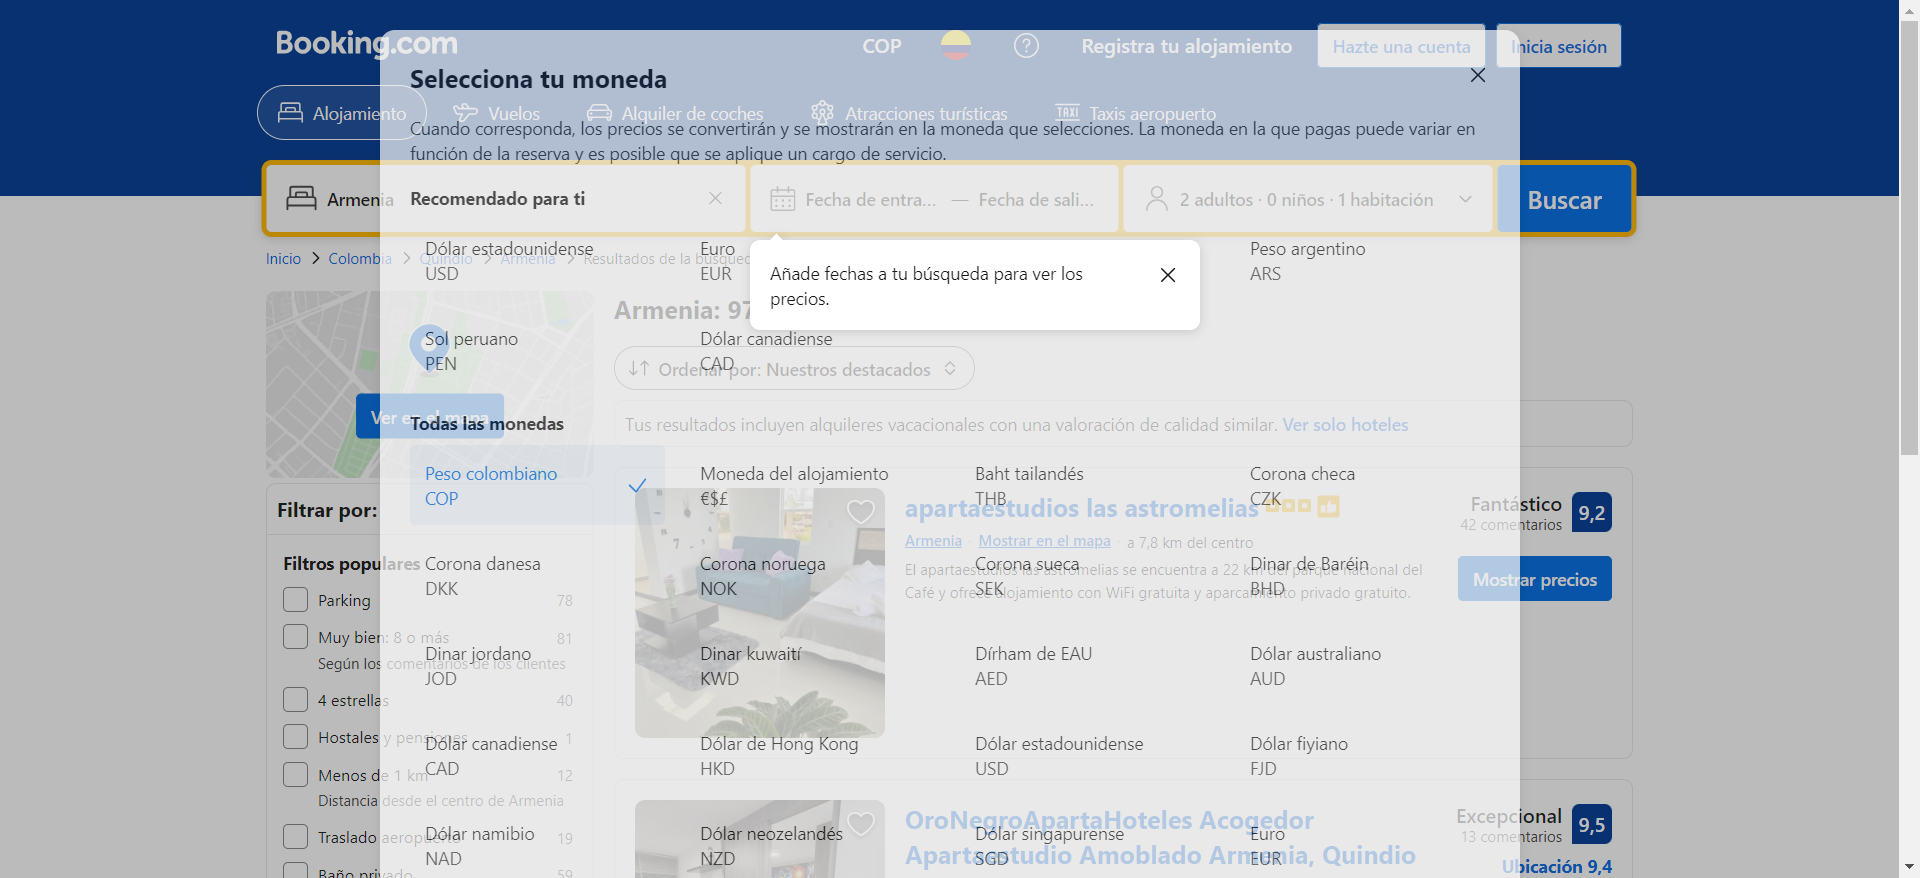 Booking.com
COP
Registra tu alojamiento
Hazte una cuenta
Inicia sesión
Selecciona tu moneda
Alojamiento
Vuelos
Alquiler de coches
Atracciones turísticas
TAXI
Taxis aeropuerto
Cuando corresponda, los precios se convertirán y se mostrarán en la moneda que selecciones. La moneda en la que pagas puede variar en
función de la reserva y es posible que se aplique un cargo de servicio.
Armenia
Recomendado para ti
Fecha de entra... — Fecha de sali...
2 adultos · 0 niños · 1 habitación
Buscar
Dólar estadounidense
USD
Euro
EUR
Peso argentino
ARS
Inicio
Colombia
Quindío
Armenia
Resultados de la búsqued
Añade fechas a tu búsqueda para ver los
precios.
Armenia: 97
Sol peruano
PEN
Dólar canadiense
CAD
Ordenar por: Nuestros destacados
Ver en el mapa
Todas las monedas
Tus resultados incluyen alquileres vacacionales con una valoración de calidad similar. Ver solo hoteles
Peso colombiano
COP
Moneda del alojamiento
€$£
Baht tailandés
THB
Corona checa
CZK
Filtrar por:
apartaestudios las astromelias
Fantástico
42 comentarios
9,2
Armenia
Mostrar en el mapa
a 7,8 km del centro
El apartaestudios las astromelias se encuentra a 22 km del parque nacional del
Café y ofrece alojamiento con WiFi gratuita y aparcamiento privado gratuito.
Mostrar precios
Filtros populares
Corona danesa
DKK
Corona noruega
NOK
Corona sueca
SEK
Dinar de Baréin
BHD
Parking 78
Muy bien: 8 o más 81
Según los comentarios de los clientes
Dinar jordano
JOD
Dinar kuwaití
KWD
Dírham de EAU
AED
Dólar australiano
AUD
4 estrellas 40
Hostales y pensiones 1
Dólar canadiense
CAD
Dólar de Hong Kong
HKD
Dólar estadounidense
USD
Dólar fiyiano
FJD
Menos de 1 km 12
Distancia desde el centro de Armenia
Traslado aeropuerto 19
Dólar namibio
NAD
Dólar neozelandés
NZD
Dólar singapurense
SGD
Euro
EUR
OroNegroApartaHoteles Acogedor
Apartaestudio Amoblado Armenia, Quindio
Excepcional
13 comentarios
9,5
Ubicación 9,4
Baño privado 59